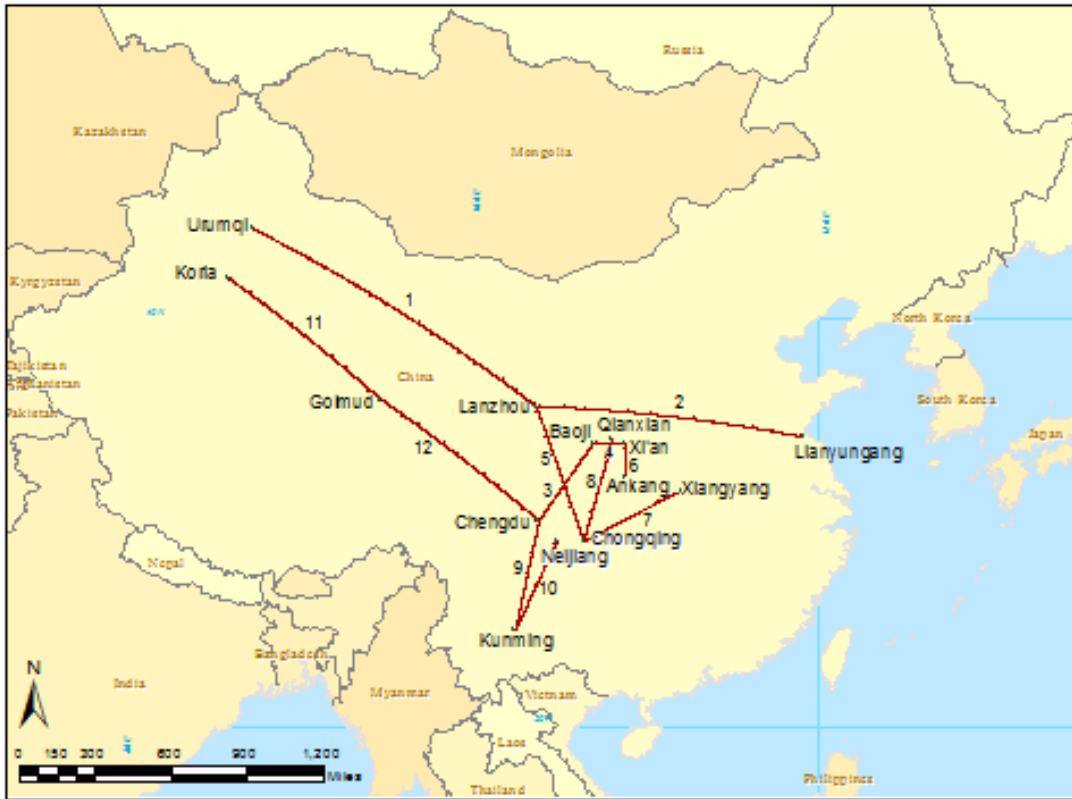 Russia
Kazakhstan
Mongolia
Urumqi
Korla
Kyrgyzstan
1
11
North Korea
Tajikistan
China
Golmud
Lanzhou
2
South Korea
Pakistan
Baoji
Qianxian
Japan
12
5
4
Xi'an
Lianyungang
6
3
8
Ankang
Xiangyang
Chengdu
7
Chongqing
Neijiang
Nepal
9
10
Kunming
Bangladesh
N
India
Myanmar
Vietnam
Laos
0 150 300 600 900 1,200
Miles
Philippines
Thailand